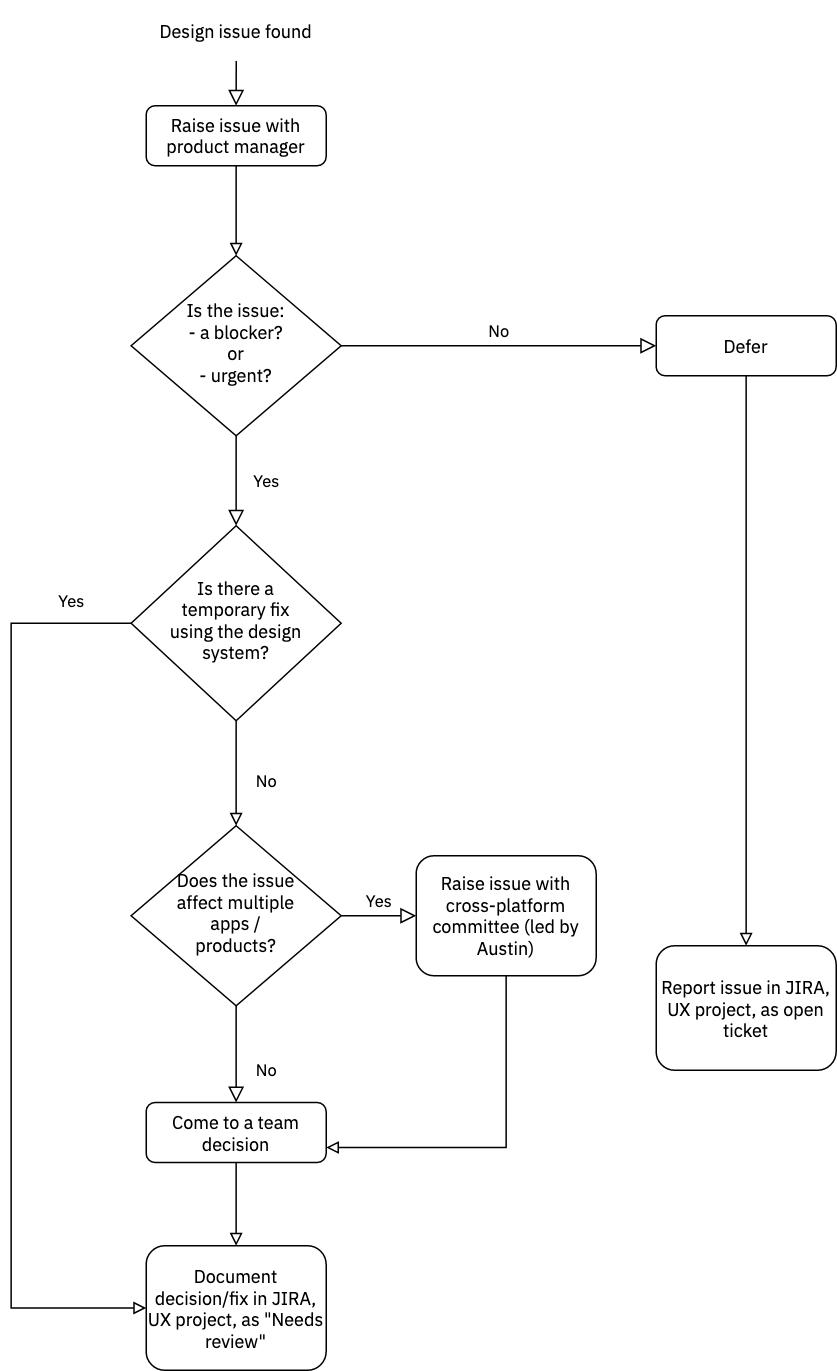 Design issue found
Raise issue with
product manager
Is the issue:
- a blocker?
or
- urgent?
No
Defer
Yes
Is there a
temporary fix
using the design
system?
Yes
No
Does the issue
affect multiple
apps /
products?
Yes
Raise issue with
cross-platform
committee (led by
Austin)
Report issue in JIRA,
UX project, as open
ticket
No
Come to a team
decision
Document
decision/fix in JIRA,
UX project, as "Needs
review"